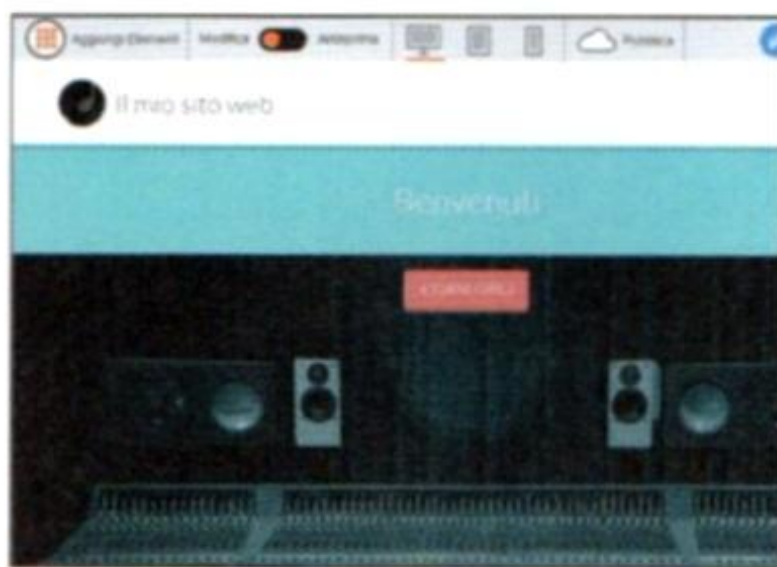 Aggiungi Elementi Modifica Anteprima Pubblica
Il mio sito web
Benvenuti